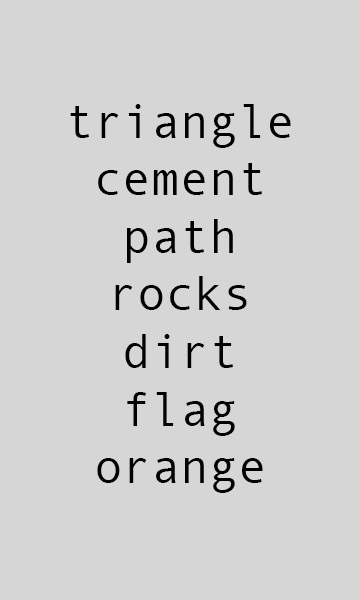 triangle
cement
path
rocks
dirt
flag
orange